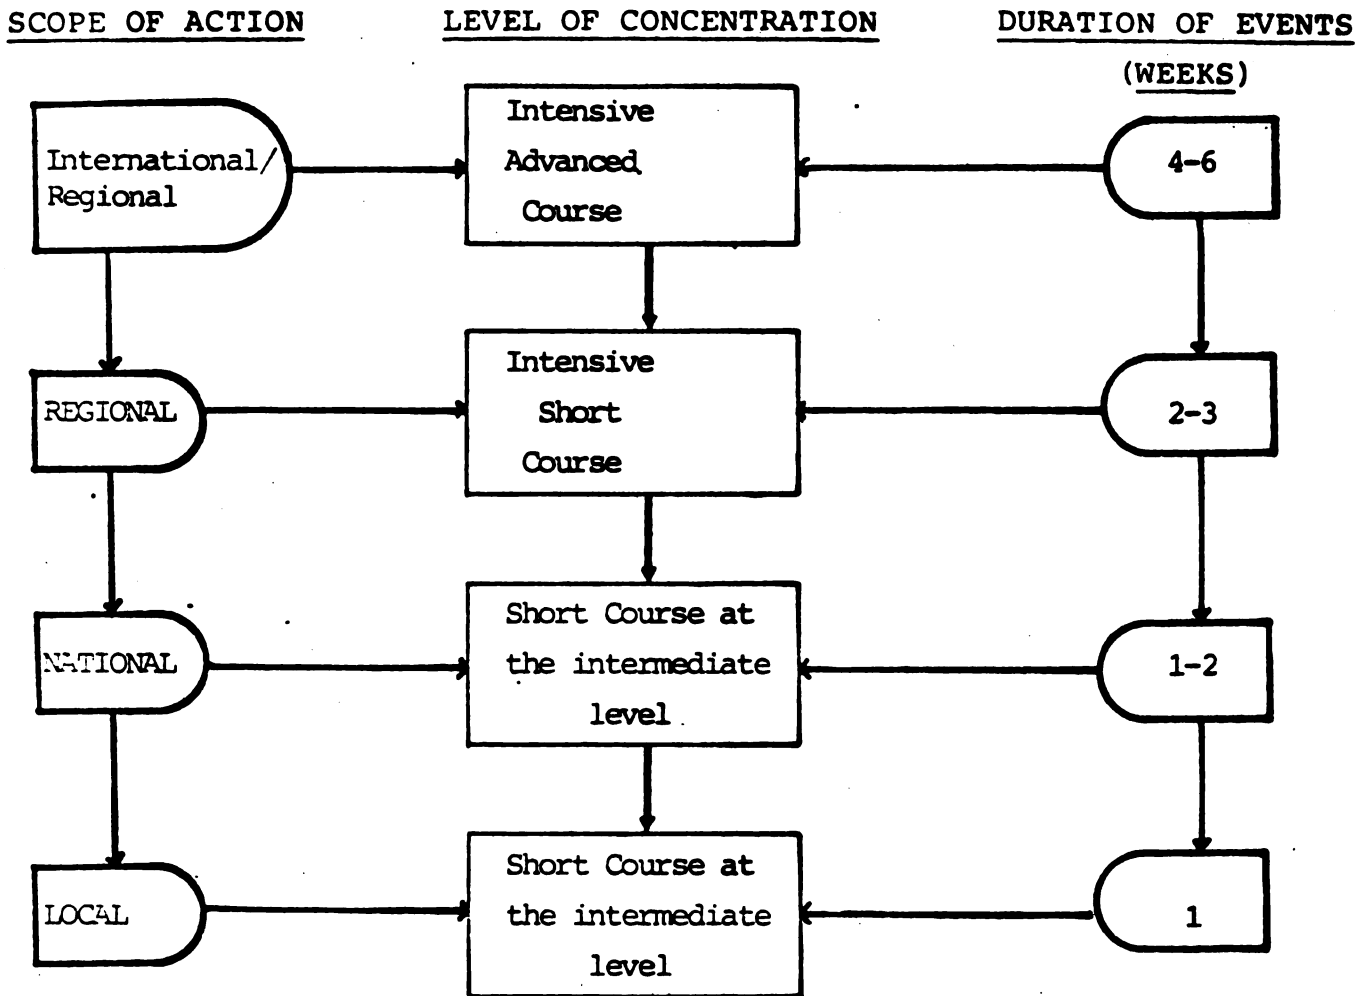 SCOPE OF ACTION
LEVEL OF CONCENTRATION
DURATION OF EVENTS
(WEEKS)
International/
Regional
Intensive
Advanced
Course
4-6
REGIONAL
Intensive
Short
Course
2-3
NATIONAL
Short Course at
the intermediate
level
1-2
LOCAL
Short Course at
the intermediate
level
1